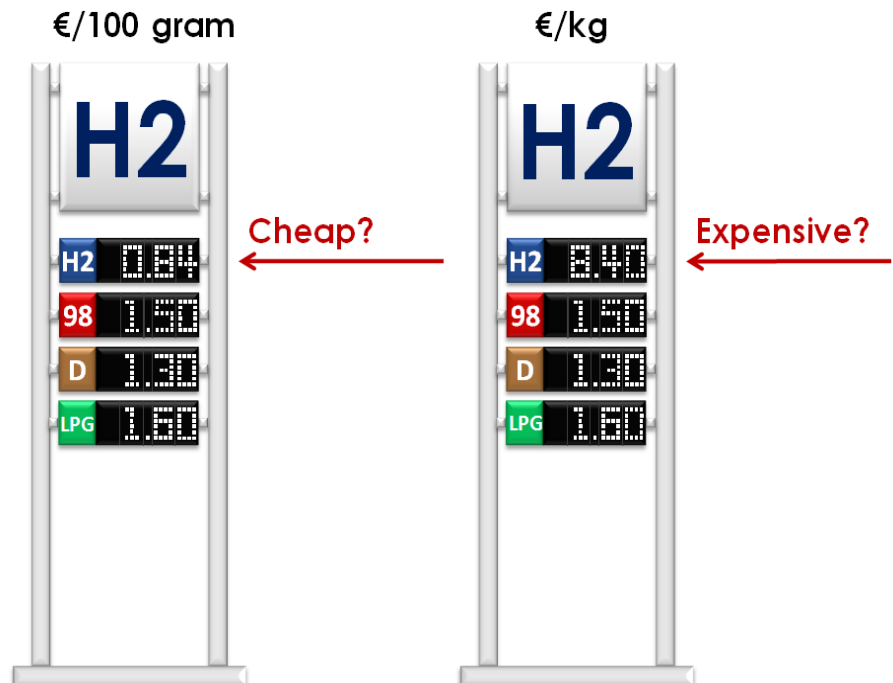 €/100 gram
H2
Cheap?
H2 0.84
98 1.50
D 1.30
LPG 1.60
€/kg
H2
Expensive?
H2 8.40
98 1.50
D 1.30
LPG 1.60